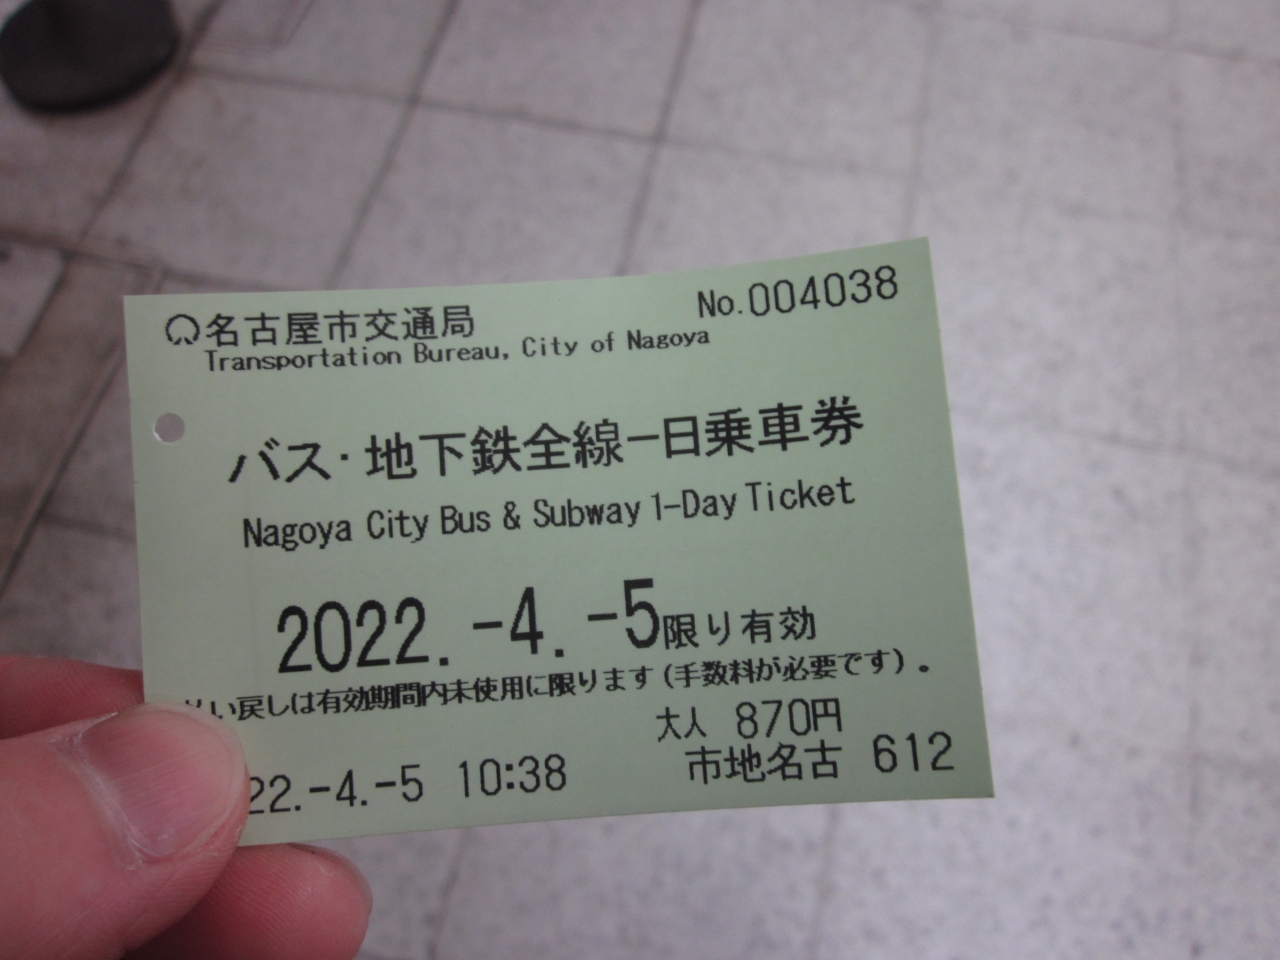 名古屋市交通局
No.004038
Transportation Bureau, City of Nagoya
バス・地下鉄全線一日乗車券
Nagoya City Bus & Subway 1-Day Ticket
2022.-4.-5限り有効
い戻しは有効期間内未使用に限ります(手数料が必要です)。
大人 870円
22.-4.-5 10:38
市地名古 612